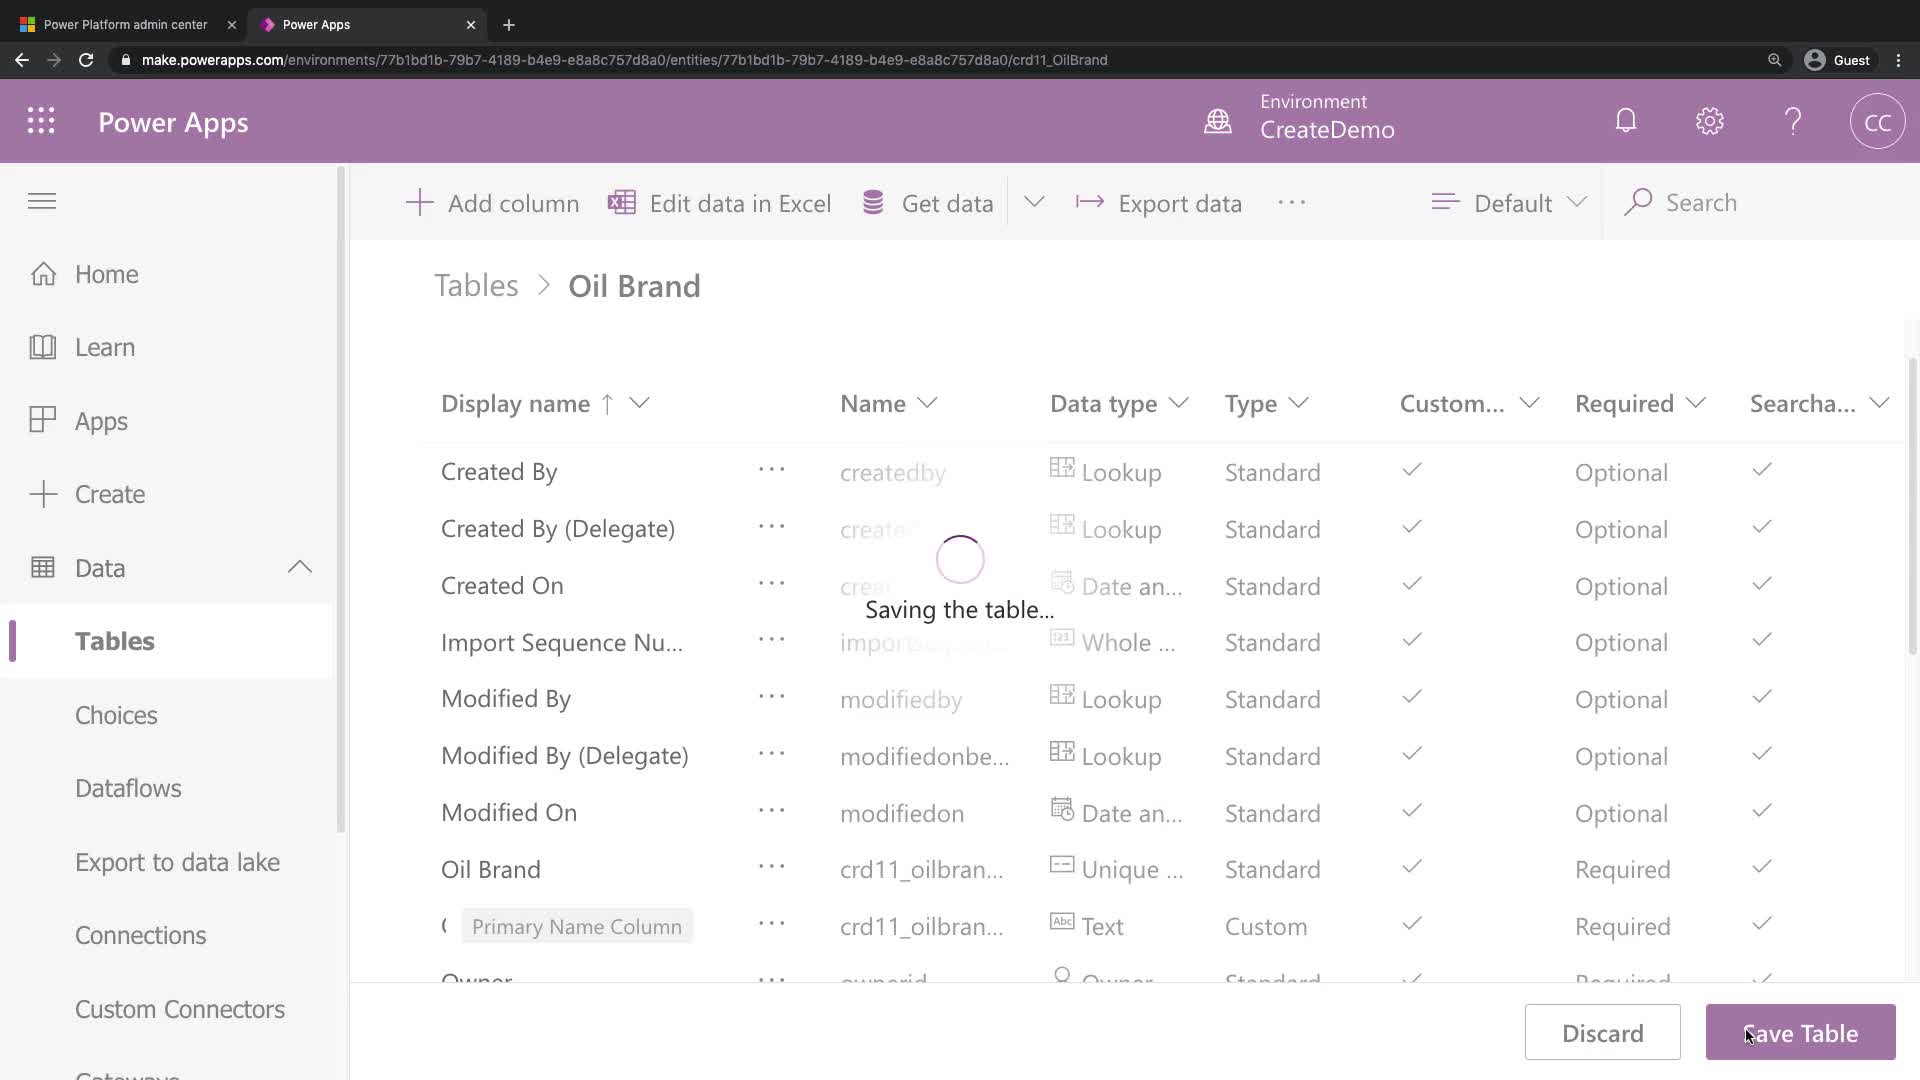 Power Platform admin center
Power Apps
make.powerapps.com/environments/77b1bd1b-79b7-4189-b4e9-e8a8c757d8a0/entities/77b1bd1b-79b7-4189-b4e9-e8a8c757d8a0/crd11_OilBrand
Guest
Power Apps
Environment
CreateDemo
CC
Add column
Edit data in Excel
Get data
Export data
Default
Search
Home
Learn
Apps
Create
Data
Tables
Choices
Dataflows
Export to data lake
Connections
Custom Connectors
Gateways
Tables > Oil Brand
Display name ↑ Name Data type Type Custom... Required Searcha...
Created By ... createdby Lookup Standard Optional
Created By (Delegate) ... Lookup Standard Optional
Created On ... Date an... Standard Optional
Saving the table...
Import Sequence Nu... ... Whole ... Standard Optional
Modified By ... modifiedby Lookup Standard Optional
Modified By (Delegate) ... modifiedonbe... Lookup Standard Optional
Modified On ... modifiedon Date an... Standard Optional
Oil Brand ... crd11_oilbran... Unique ... Standard Required
Primary Name Column ... crd11_oilbran... Abc Text Custom Required
Owner ... ownerid Owner Standard Required
Discard
Save Table